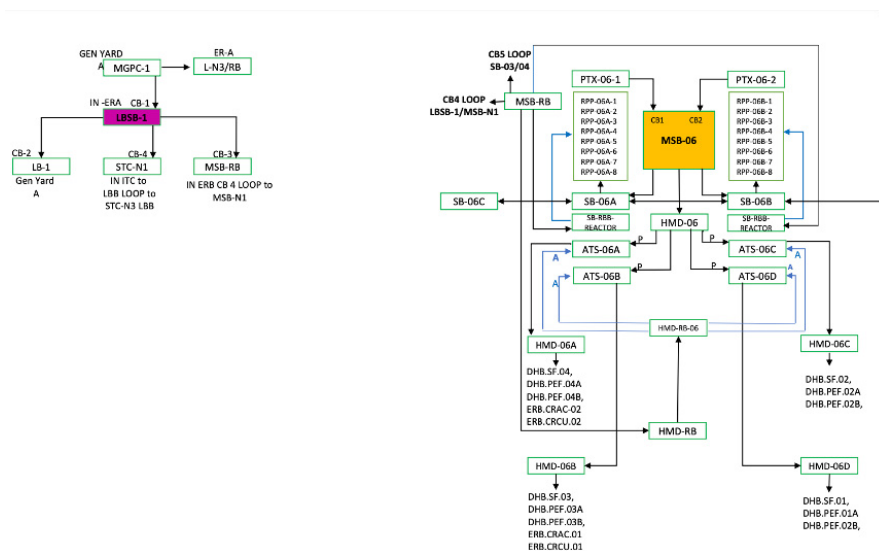 GEN YARD
A
MGPC-1
ER-A
L-N3/RB
IN -ERA
CB-1
LBSB-1
CB-2
LB-1
Gen Yard
A
CB-4
STC-N1
IN ITC to
LBB LOOP to
STC-N3 LBB
CB-3
MSB-RB
IN ERB CB 4 LOOP to
MSB-N1
CB5 LOOP
SB-03/04
CB4 LOOP
LBSB-1/MSB-N1
MSB-RB
PTX-06-1
PTX-06-2
RPP-06A-1
RPP-06A-2
RPP-06A-3
RPP-06A-4
RPP-06A-5
RPP-06A-6
RPP-06A-7
RPP-06A-8
CB1
CB2
MSB-06
RPP-06B-1
RPP-06B-2
RPP-06B-3
RPP-06B-4
RPP-06B-5
RPP-06B-6
RPP-06B-7
RPP-06B-8
SB-06C
SB-06A
SB-06B
SB-RBB-
REACTOR
HMD-06
SB-RBB-
REACTOR
P
P
ATS-06A
A
ATS-06C
A
P
P
ATS-06B
A
ATS-06D
A
HMD-RB-06
HMD-06A
DHB.SF.04,
DHB.PEF.04A
DHB.PEF.04B,
ERB.CRAC-02
ERB.CRCU.02
HMD-06C
DHB.SF.02,
DHB.PEF.02A
DHB.PEF.02B,
HMD-RB
HMD-06B
DHB.SF.03,
DHB.PEF.03A
DHB.PEF.03B,
ERB.CRAC.01
ERB.CRCU.01
HMD-06D
DHB.SF.01,
DHB.PEF.01A
DHB.PEF.02B,